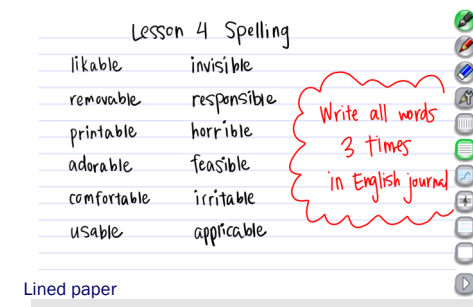 Lesson 4 Spelling
likable invisible
removable responsible
printable horrible
adorable feasible
comfortable irritable
usable applicable
Write all words
3 times
in English journal
Lined paper